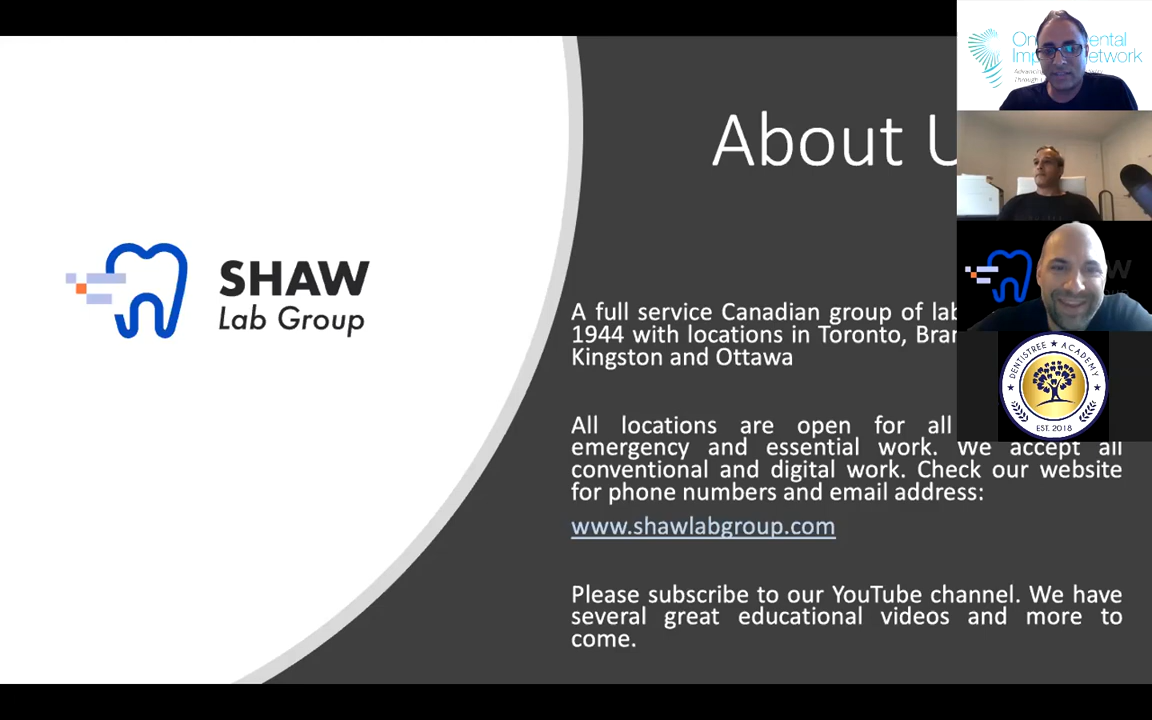 About
SHAW
Lab Group
A full service Canadian group of
1944 with locations in Toronto,
Kingston and Ottawa
All locations are open for all
emergency and essential work. We accept all
conventional and digital work. Check our website
for phone numbers and email address:
www.shawlabgroup.com
Please subscribe to our YouTube channel. We have
several great educational videos and more to
come.
DENTISTREE ★ ACADEMY
EST. 2018